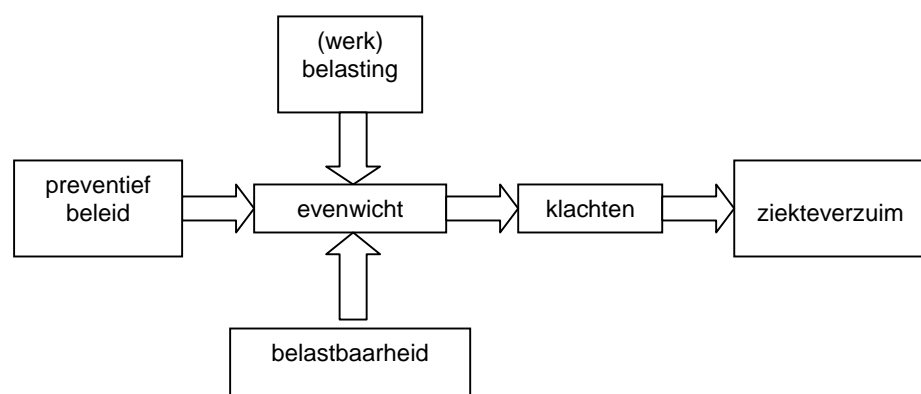 (werk)
belasting
preventief
beleid
evenwicht
klachten
ziekteverzuim
belastbaarheid